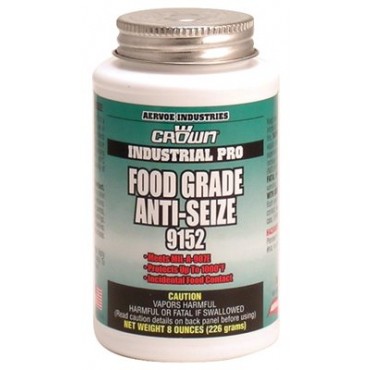 AERVOE INDUSTRIES
CROWN
INDUSTRIAL PRO
FOOD GRADE
ANTI-SEIZE
9152
• Meets MIL-A-907E
• Protects Up To 1800°F
• Incidental Food Contact
CAUTION
VAPORS HARMFUL
HARMFUL OR FATAL IF SWALLOWED
(Read caution details on back panel before using)
NET WEIGHT 8 OUNCES (226 grams)